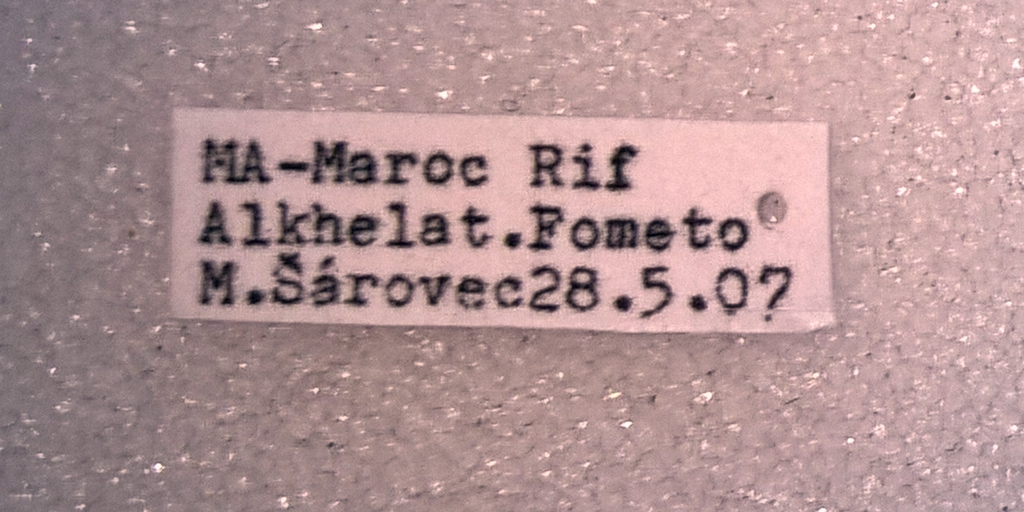 MA-Maroc Rif
Alkhelat.Fometo
M.Šárovec28.5.07